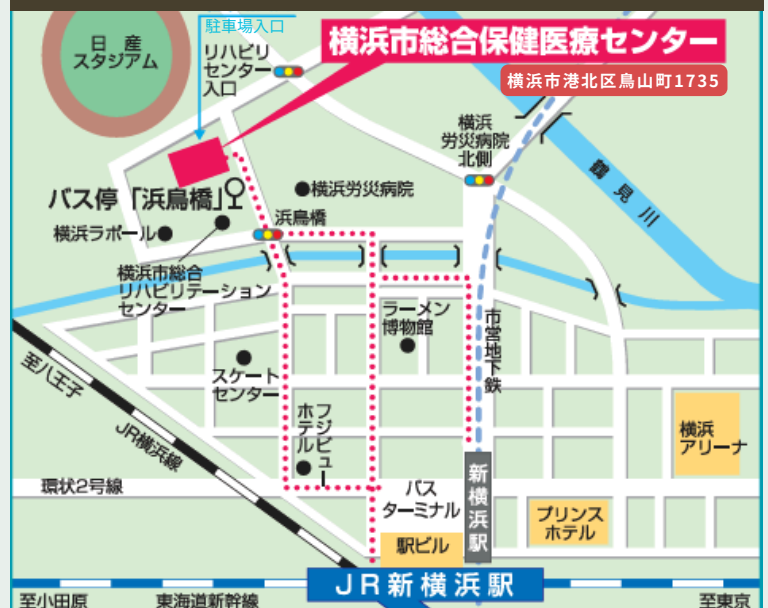 駐車場入口
日 産
スタジアム
リハビリ
センター
入口
横浜市総合保健医療センター
横浜市港北区鳥山町1735
横浜
労災病院
北側
鶴見川
バス停「浜鳥橋」
横浜労災病院
浜鳥橋
横浜ラポール
横浜市総合
リハビリテーション
センター
ラーメン
博物館
市営地下鉄
至八王子
スケート
センター
JR横浜線
フジビュー
ホテル
横浜
アリーナ
環状2号線
バス
ターミナル
新横浜駅
プリンス
ホテル
駅ビル
JR新横浜駅
至小田原
東海道新幹線
至東京